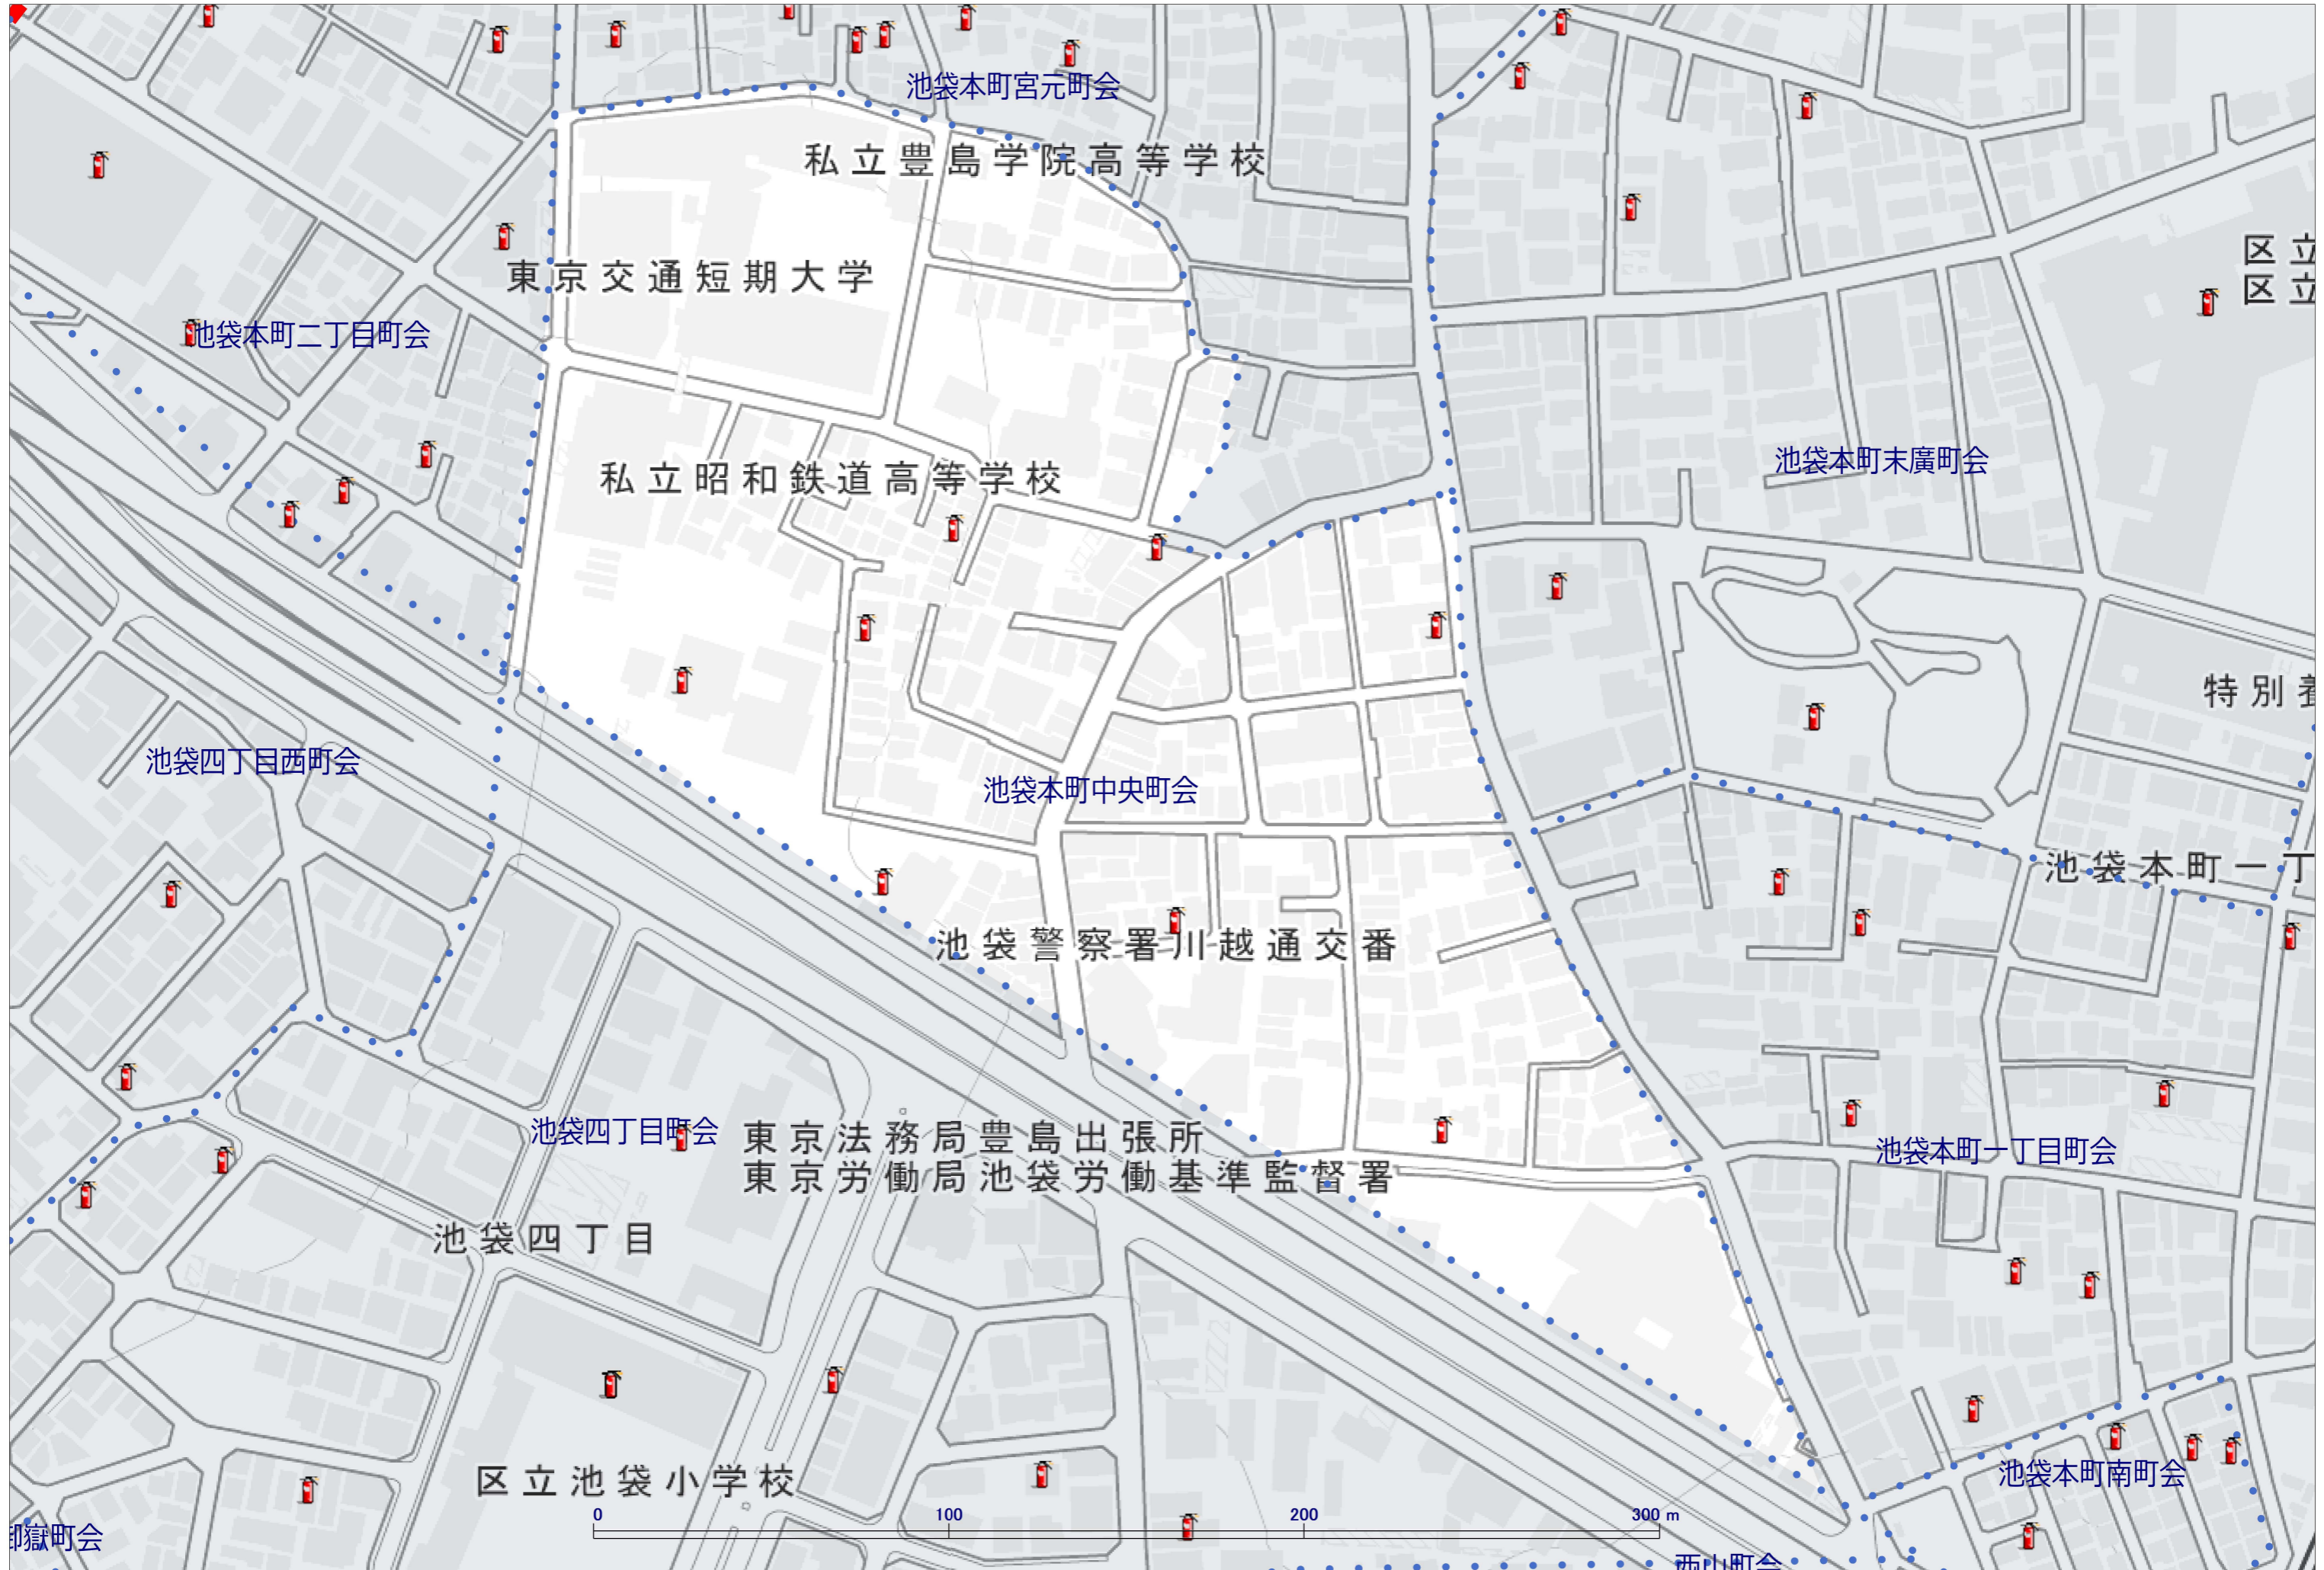 池袋本町宮元町会
私立豊島学院高等学校
区立
区立
東京交通短期大学
池袋本町二丁目町会
池袋本町末廣町会
私立昭和鉄道高等学校
特別養
池袋四丁目西町会
池袋本町中央町会
池袋本町一丁
池袋警察署川越通交番
池袋四丁目町会
東京法務局豊島出張所
東京労働局池袋労働基準監督署
池袋本町一丁目町会
池袋四丁目
区立池袋小学校
池袋本町南町会
0 100 200 300 m
御嶽町会
西山町会